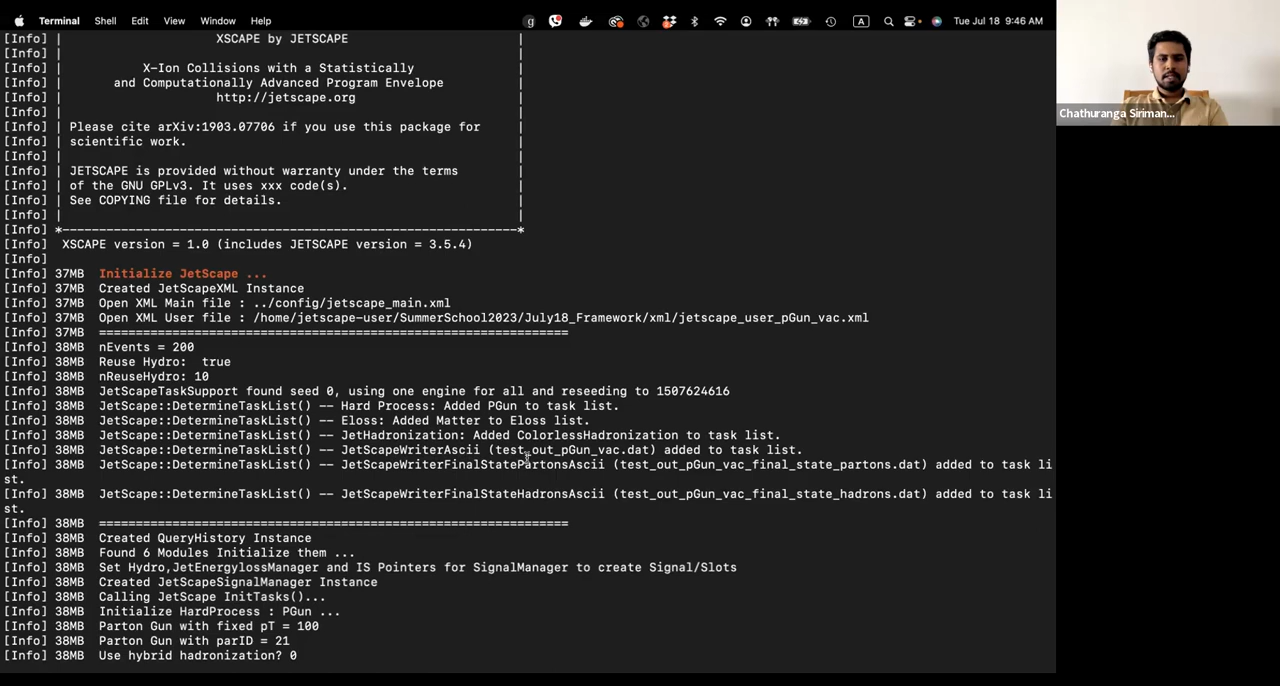 Terminal Shell Edit View Window Help g A Tue Jul 18 9:46 AM
[Info] | XSCAPE by JETSCAPE |
[Info] | |
[Info] | X-Ion Collisions with a Statistically |
[Info] | and Computationally Advanced Program Envelope |
[Info] | http://jetscape.org |
[Info] | |
[Info] | Please cite arXiv:1903.07706 if you use this package for |
[Info] | scientific work. |
[Info] | |
[Info] | JETSCAPE is provided without warranty under the terms |
[Info] | of the GNU GPLv3. It uses xxx code(s). |
[Info] | See COPYING file for details. |
[Info] | |
[Info] *---------------------------------------------------------*
[Info] XSCAPE version = 1.0 (includes JETSCAPE version = 3.5.4)
[Info]
[Info] 37MB Initialize JetScape ...
[Info] 37MB Created JetScapeXML Instance
[Info] 37MB Open XML Main file : ../config/jetscape_main.xml
[Info] 37MB Open XML User file : /home/jetscape-user/SummerSchool2023/July18_Framework/xml/jetscape_user_pGun_vac.xml
[Info] 37MB ================================================================
[Info] 38MB nEvents = 200
[Info] 38MB Reuse Hydro: true
[Info] 38MB nReuseHydro: 10
[Info] 38MB JetScapeTaskSupport found seed 0, using one engine for all and reseeding to 1507624616
[Info] 38MB JetScape::DetermineTaskList() -- Hard Process: Added PGun to task list.
[Info] 38MB JetScape::DetermineTaskList() -- Eloss: Added Matter to Eloss list.
[Info] 38MB JetScape::DetermineTaskList() -- JetHadronization: Added ColorlessHadronization to task list.
[Info] 38MB JetScape::DetermineTaskList() -- JetScapeWriterAscii (test_out_pGun_vac.dat) added to task list.
[Info] 38MB JetScape::DetermineTaskList() -- JetScapeWriterFinalStatePartonsAscii (test_out_pGun_vac_final_state_partons.dat) added to task li
st.
[Info] 38MB JetScape::DetermineTaskList() -- JetScapeWriterFinalStateHadronsAscii (test_out_pGun_vac_final_state_hadrons.dat) added to task li
st.
[Info] 38MB ================================================================
[Info] 38MB Created QueryHistory Instance
[Info] 38MB Found 6 Modules Initialize them ...
[Info] 38MB Set Hydro,JetEnergylossManager and IS Pointers for SignalManager to create Signal/Slots
[Info] 38MB Created JetScapeSignalManager Instance
[Info] 38MB Calling JetScape InitTasks()...
[Info] 38MB Initialize HardProcess : PGun ...
[Info] 38MB Parton Gun with fixed pT = 100
[Info] 38MB Parton Gun with parID = 21
[Info] 38MB Use hybrid hadronization? 0
Chathuranga Siriman...